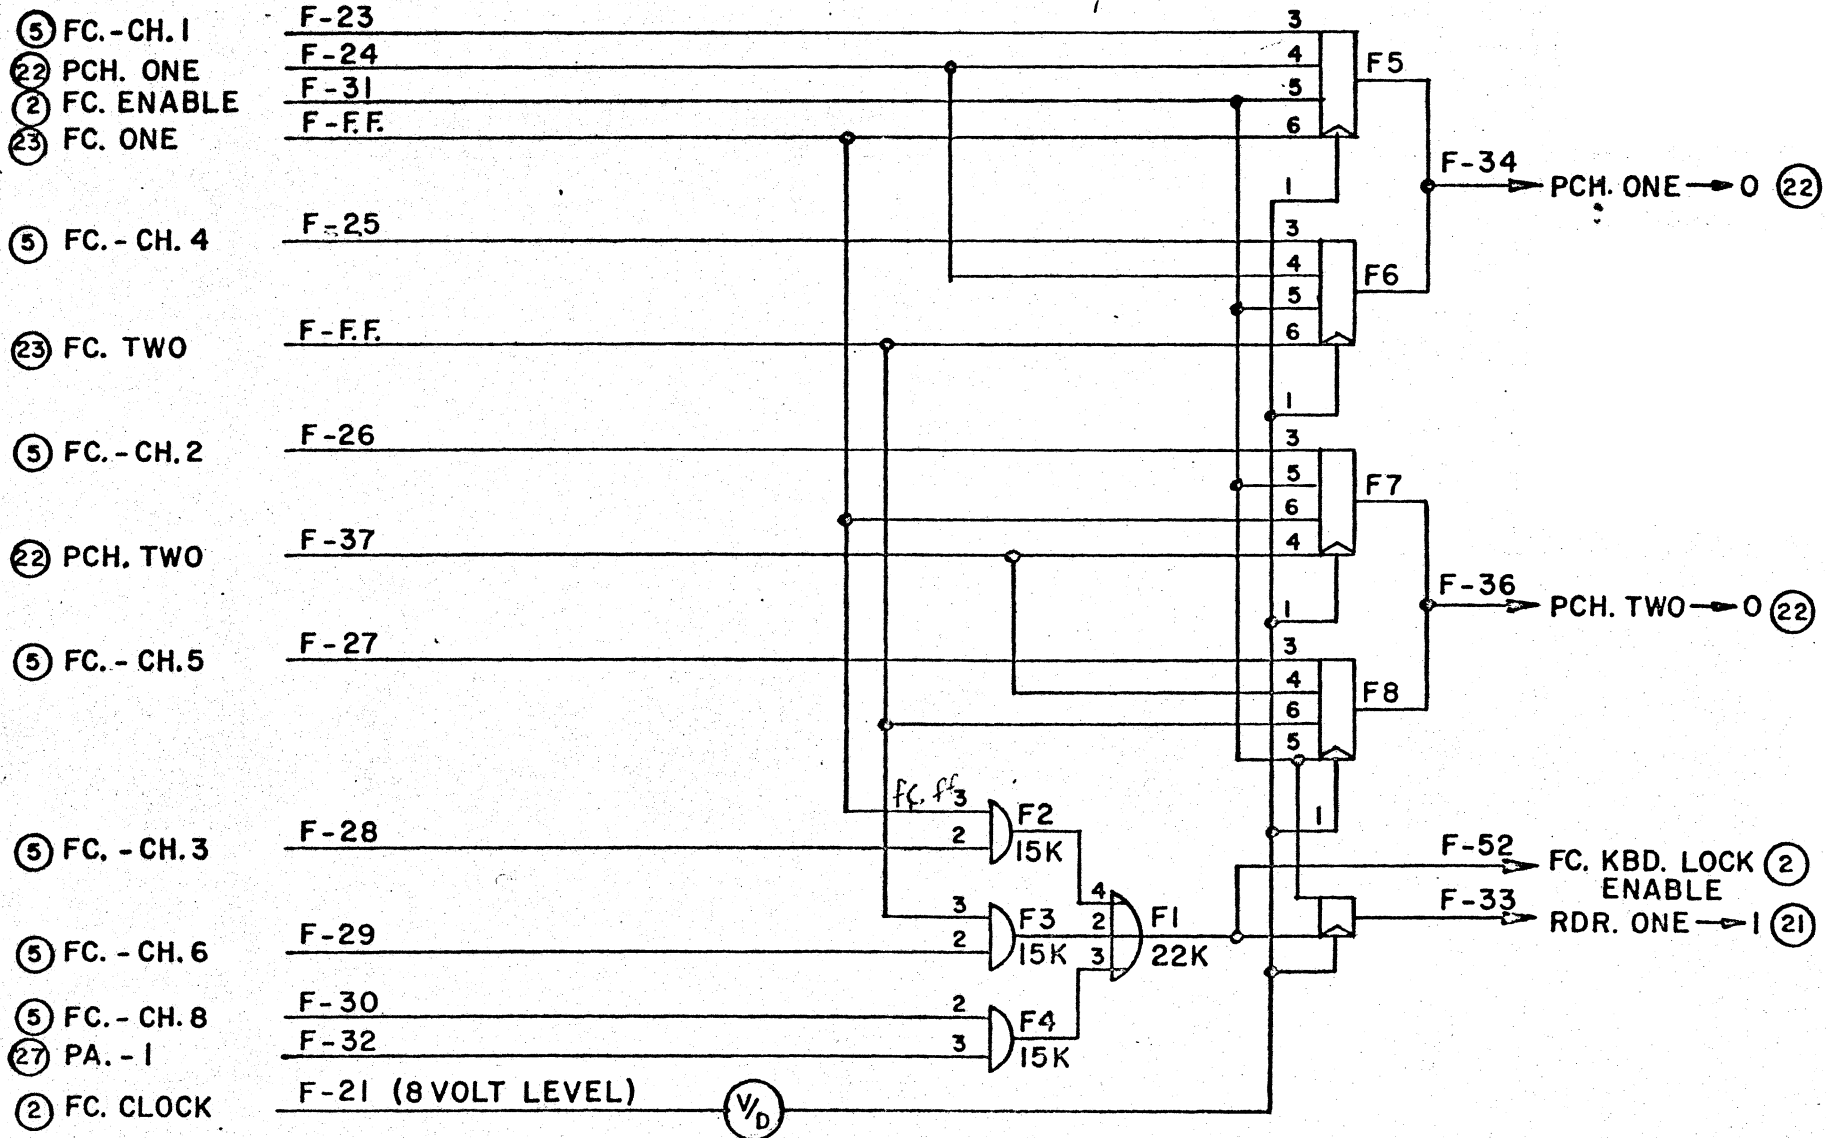 5 FC.-CH.1 F-23 3
22 PCH. ONE F-24 4 F5
2 FC. ENABLE F-31 5
23 FC. ONE F-F.F. 6
1 F-34 PCH. ONE → 0 22
5 FC.-CH.4 F-25 3
4 F6
5
23 FC. TWO F-F.F. 6
1
5 FC.-CH.2 F-26 3
5 F7
6
22 PCH. TWO F-37 4
1 F-36 PCH. TWO → 0 22
5 FC.-CH.5 F-27 3
4 F8
6
5
fc. ff 3 F2
1
5 FC.-CH.3 F-28 2 15K
F-52 FC. KBD. LOCK 2
ENABLE
4
3 F3 2 F1 F-33 RDR. ONE → 1 21
5 FC.-CH.6 F-29 2 15K 3 22K
5 FC.-CH.8 F-30 2 F4
27 PA.-1 F-32 3 15K
2 FC. CLOCK F-21 (8 VOLT LEVEL) V/D